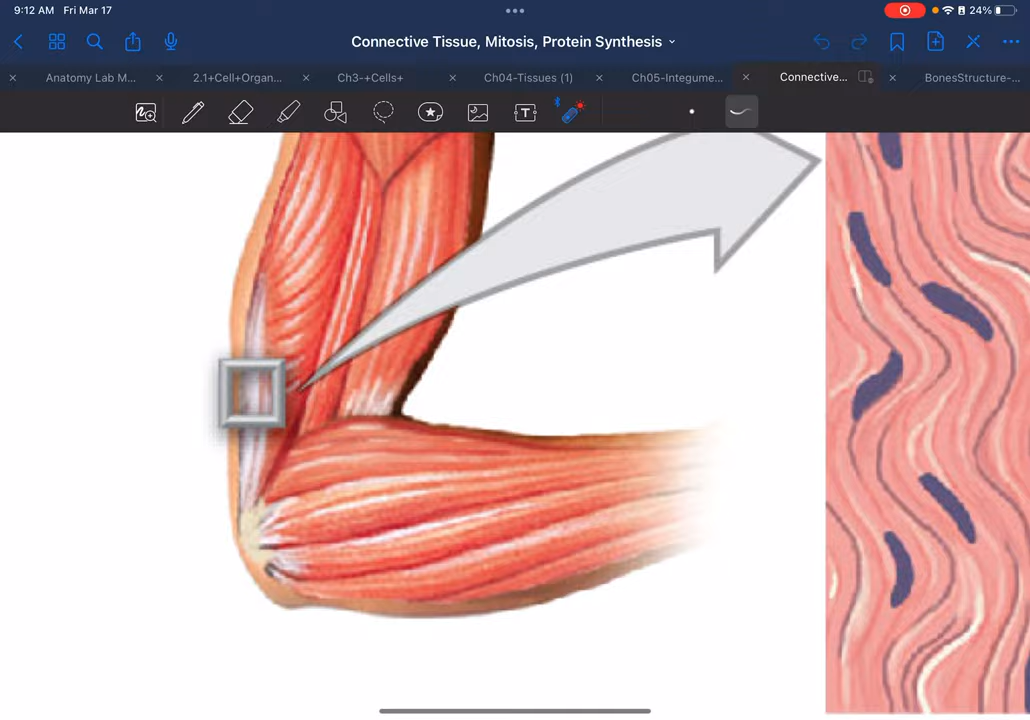 9:12 AM Fri Mar 17
24%
Connective Tissue, Mitosis, Protein Synthesis
Anatomy Lab M...
2.1+Cell+Organ...
Ch3-+Cells+
Ch04-Tissues (1)
Ch05-Integume...
Connective...
BonesStructure-...
T